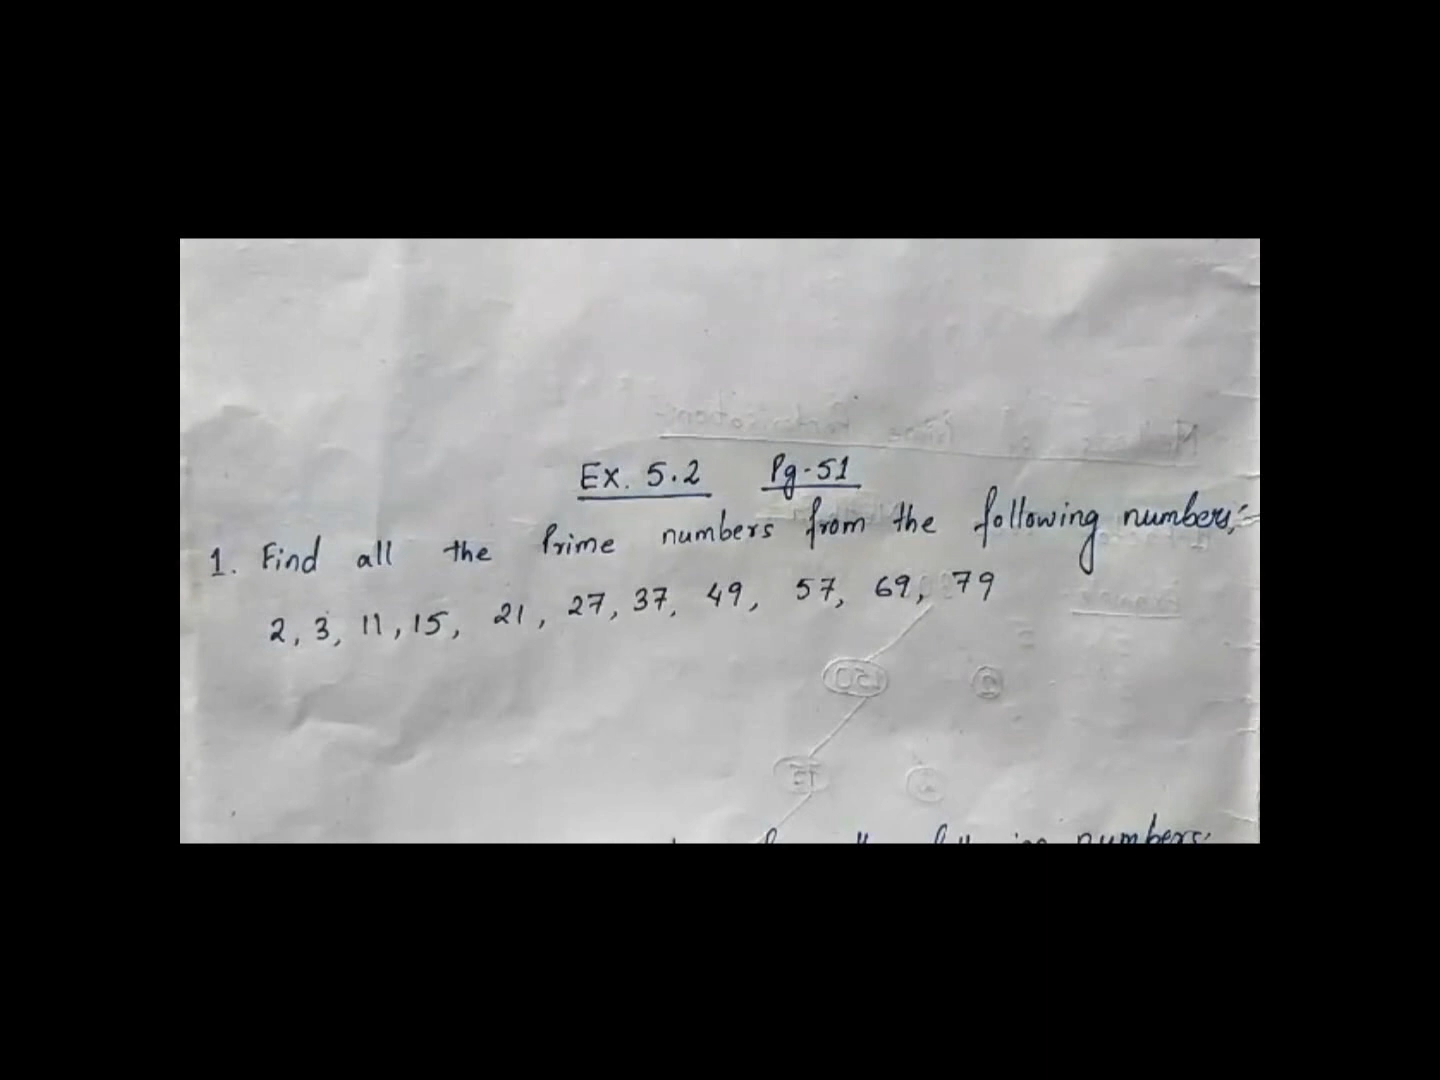 Ex. 5.2 Pg-51
1. Find all the Prime numbers from the following numbers:-
2, 3, 11, 15, 21, 27, 37, 49, 57, 69, 79
numbers: